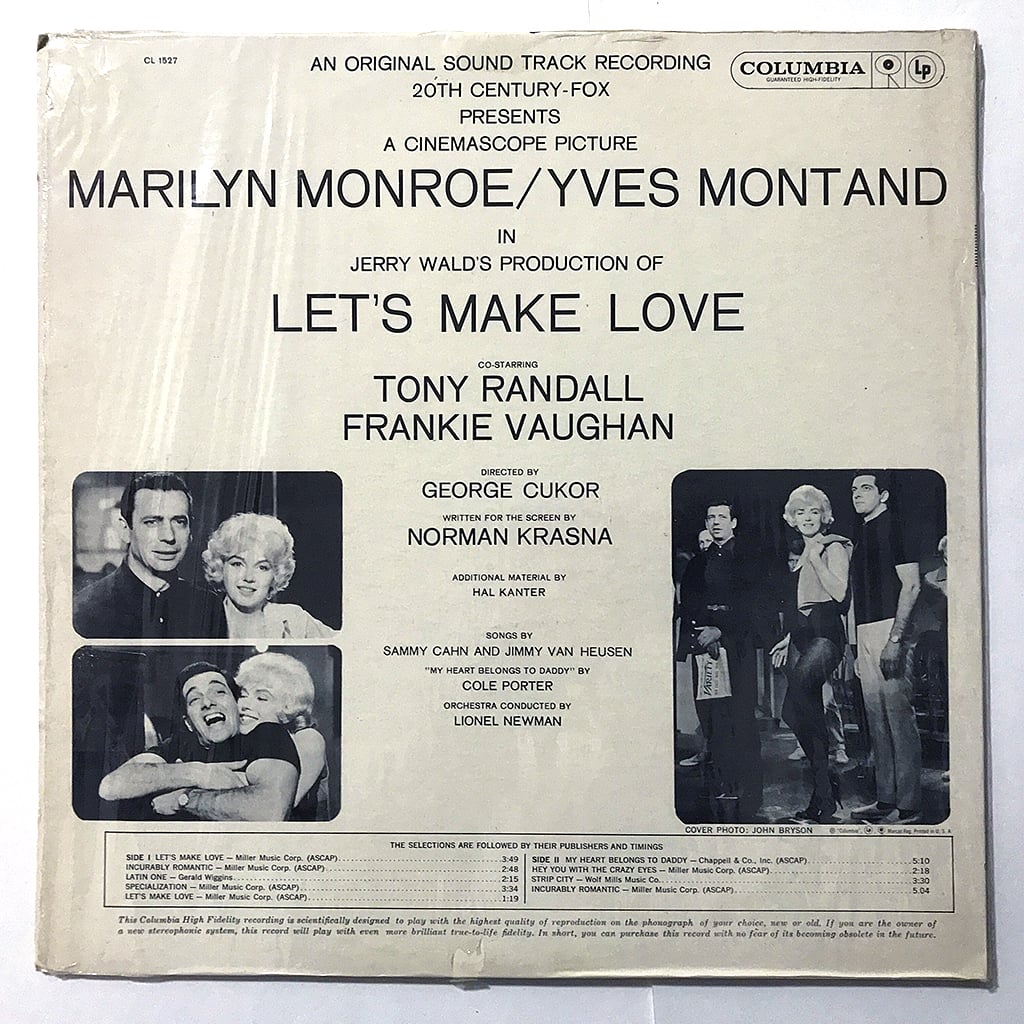 CL 1527
AN ORIGINAL SOUND TRACK RECORDING
COLUMBIA
GUARANTEED HIGH-FIDELITY
Lp
20TH CENTURY-FOX
PRESENTS
A CINEMASCOPE PICTURE
MARILYN MONROE/YVES MONTAND
IN
JERRY WALD'S PRODUCTION OF
LET'S MAKE LOVE
CO-STARRING
TONY RANDALL
FRANKIE VAUGHAN
DIRECTED BY
GEORGE CUKOR
WRITTEN FOR THE SCREEN BY
NORMAN KRASNA
ADDITIONAL MATERIAL BY
HAL KANTER
SONGS BY
SAMMY CAHN AND JIMMY VAN HEUSEN
"MY HEART BELONGS TO DADDY" BY
COLE PORTER
ORCHESTRA CONDUCTED BY
LIONEL NEWMAN
VARIETY
COVER PHOTO: JOHN BRYSON ® "Columbia", Marcas Reg. Printed in U. S. A
THE SELECTIONS ARE FOLLOWED BY THEIR PUBLISHERS AND TIMINGS
SIDE I LET'S MAKE LOVE — Miller Music Corp. (ASCAP) 3:49
INCURABLY ROMANTIC — Miller Music Corp. (ASCAP) 2:48
LATIN ONE — Gerald Wiggins 2:15
SPECIALIZATION — Miller Music Corp. (ASCAP) 3:34
LET'S MAKE LOVE — Miller Music Corp. (ASCAP) 1:19
SIDE II MY HEART BELONGS TO DADDY — Chappell & Co., Inc. (ASCAP) 5:10
HEY YOU WITH THE CRAZY EYES — Miller Music Corp. (ASCAP) 2:18
STRIP CITY — Wolf Mills Music Co. 3:30
INCURABLY ROMANTIC — Miller Music Corp. (ASCAP) 5.04
This Columbia High Fidelity recording is scientifically designed to play with the highest quality of reproduction on the phonograph of your choice, new or old. If you are the owner of
a new stereophonic system, this record will play with even more brilliant true-to-life fidelity. In short, you can purchase this record with no fear of its becoming obsolete in the future.